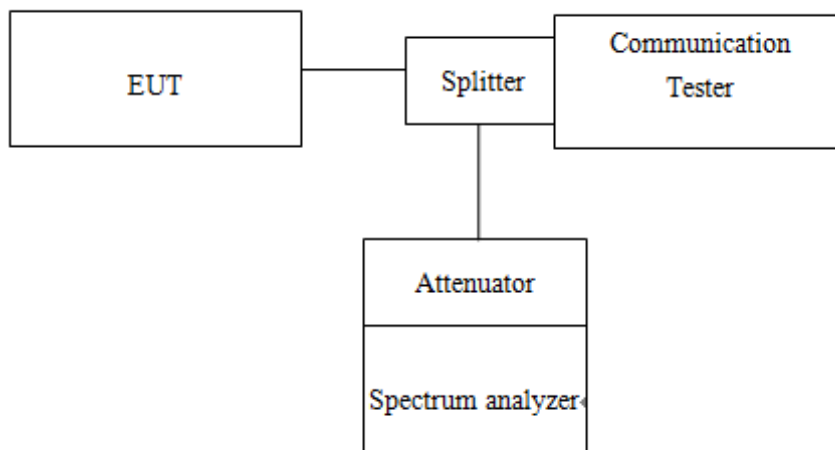 EUT
Splitter
Communication
Tester
Attenuator
Spectrum analyzer